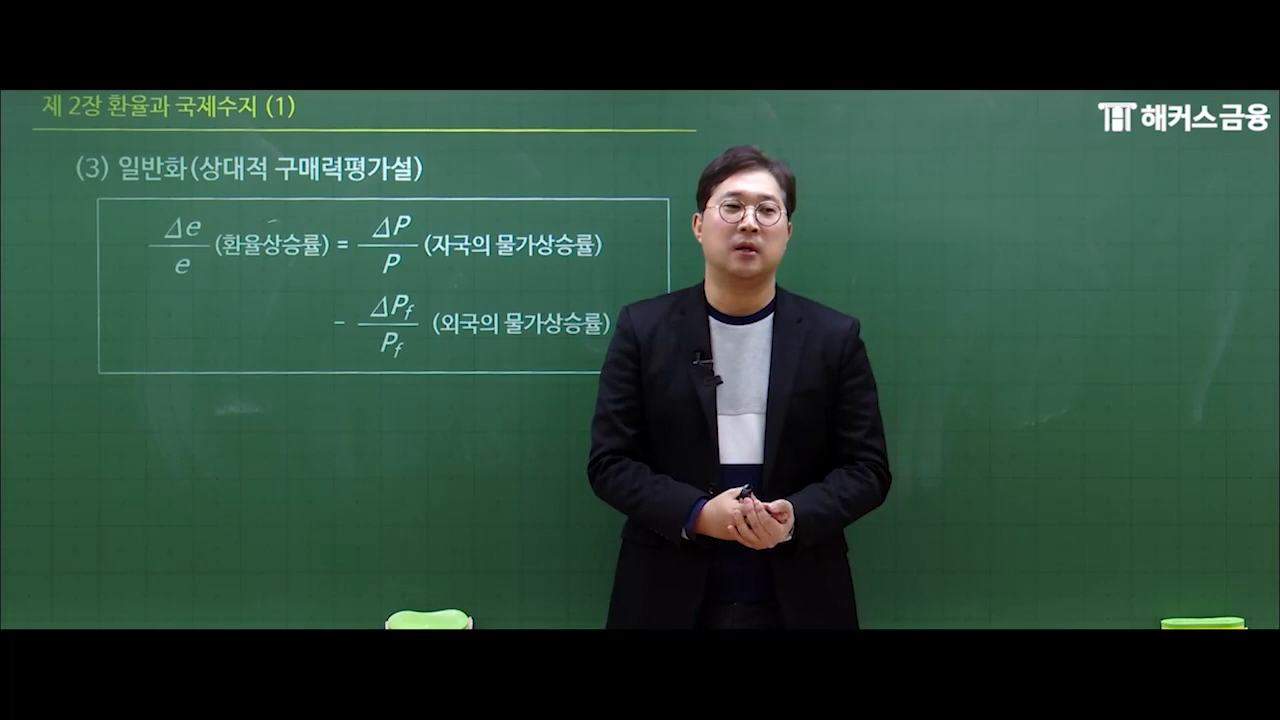 제 2장 환율과 국제수지 (1)
해커스금융
(3) 일반화(상대적 구매력평가설)
Δe/e (환율상승률) = ΔP/P (자국의 물가상승률)
- ΔPf/Pf (외국의 물가상승률)